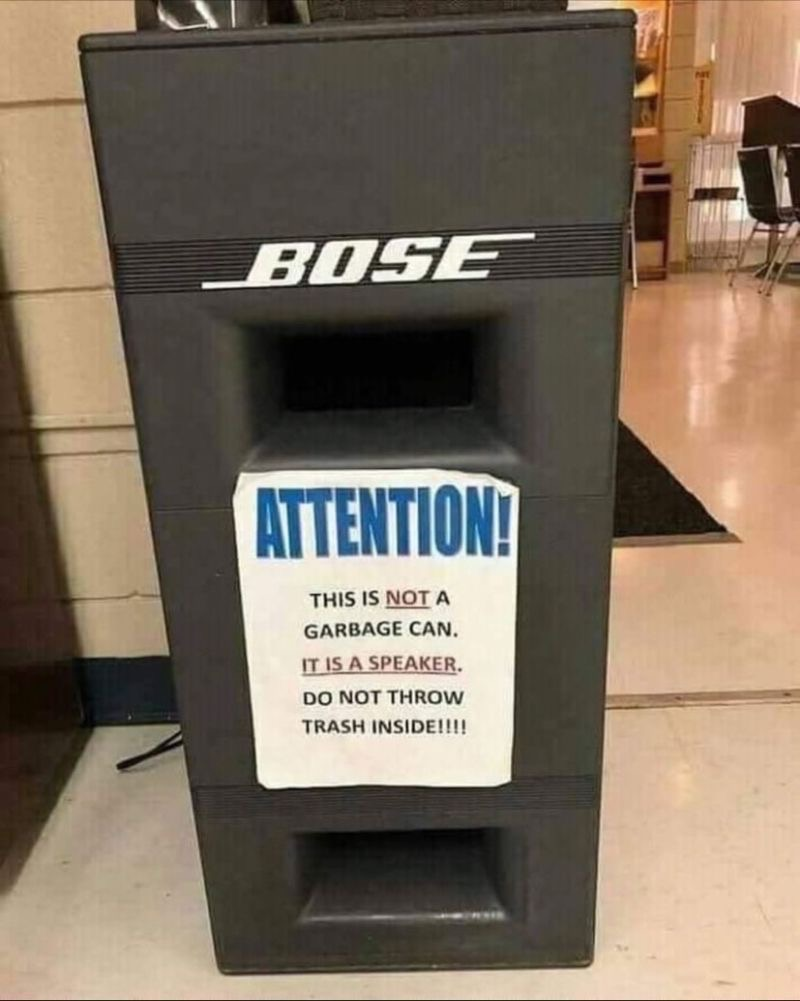 BOSE
ATTENTION!
THIS IS NOT A
GARBAGE CAN.
IT IS A SPEAKER.
DO NOT THROW
TRASH INSIDE!!!!